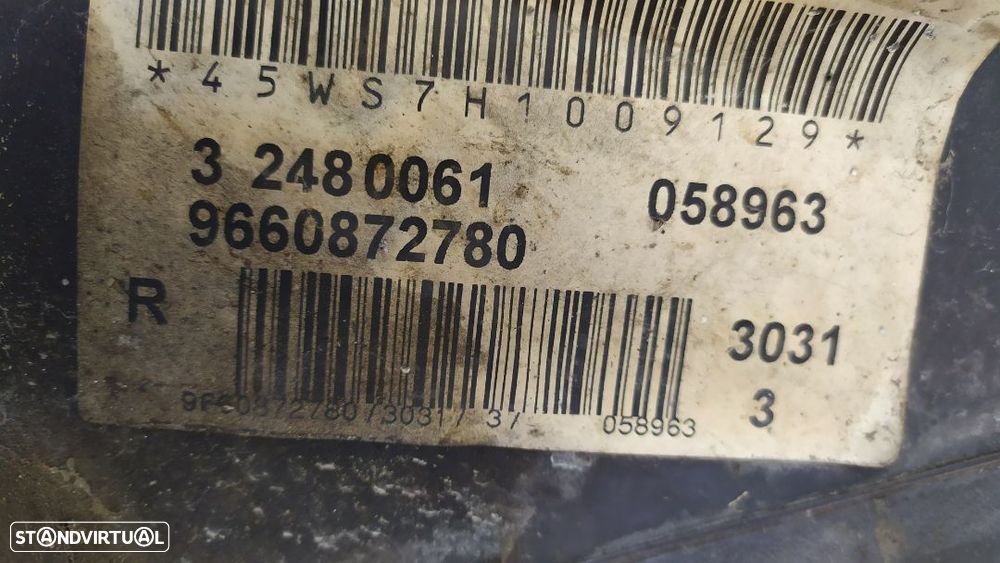 *45WS7H1009129*
3 2480061
058963
9660872780
R
3031
3
9660872780/3031/ 3/ 058963
STANDVIRTUAL